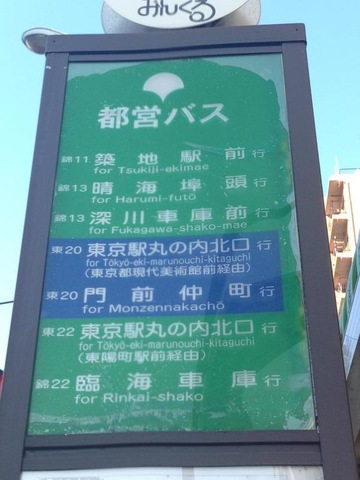 みんくる
都営バス
錦11 築地駅前行
for Tsukiji-ekimae
錦13 晴海埠頭行
for Harumi-futō
錦13 深川車庫前行
for Fukagawa-shako-mae
東20 東京駅丸の内北口行
for Tōkyō-eki-marunouchi-kitaguchi
(東京都現代美術館前経由)
東20 門前仲町行
for Monzennakachō
東22 東京駅丸の内北口行
for Tōkyō-eki-marunouchi-kitaguchi
(東陽町駅前経由)
錦22 臨海車庫行
for Rinkai-shako